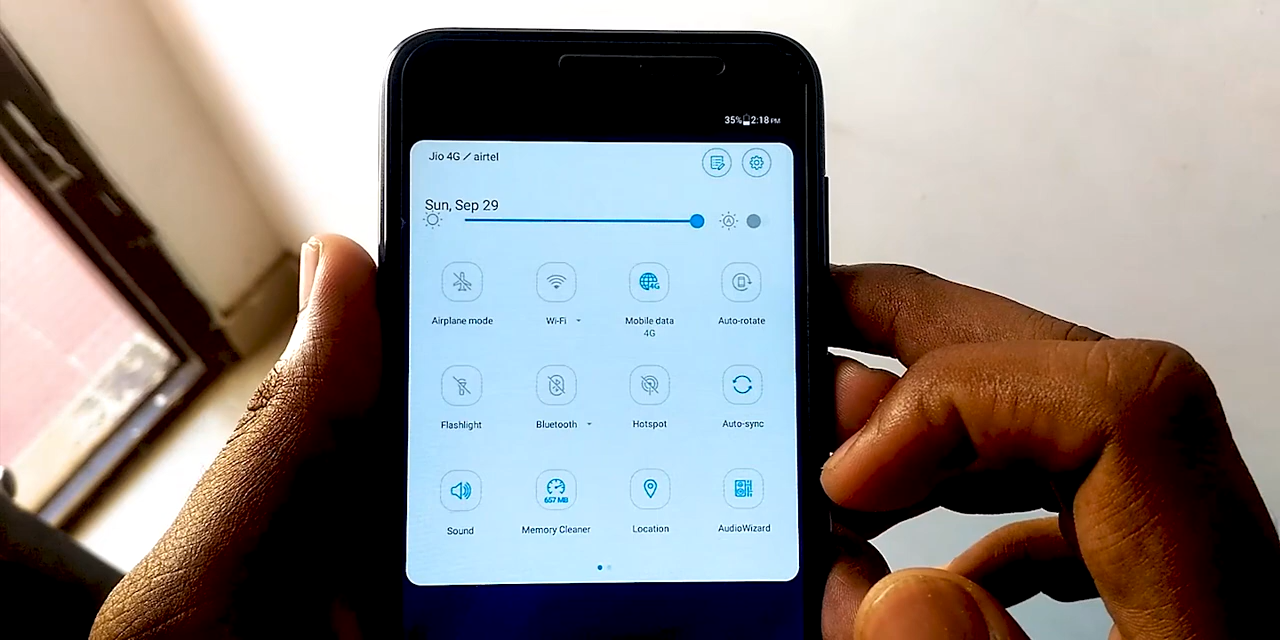 35% 2:18 PM
Jio 4G / airtel
Sun, Sep 29
A
Airplane mode
Wi-Fi
4G
Mobile data
4G
Auto-rotate
Flashlight
Bluetooth
Hotspot
Auto-sync
Sound
657 MB
Memory Cleaner
Location
AudioWizard